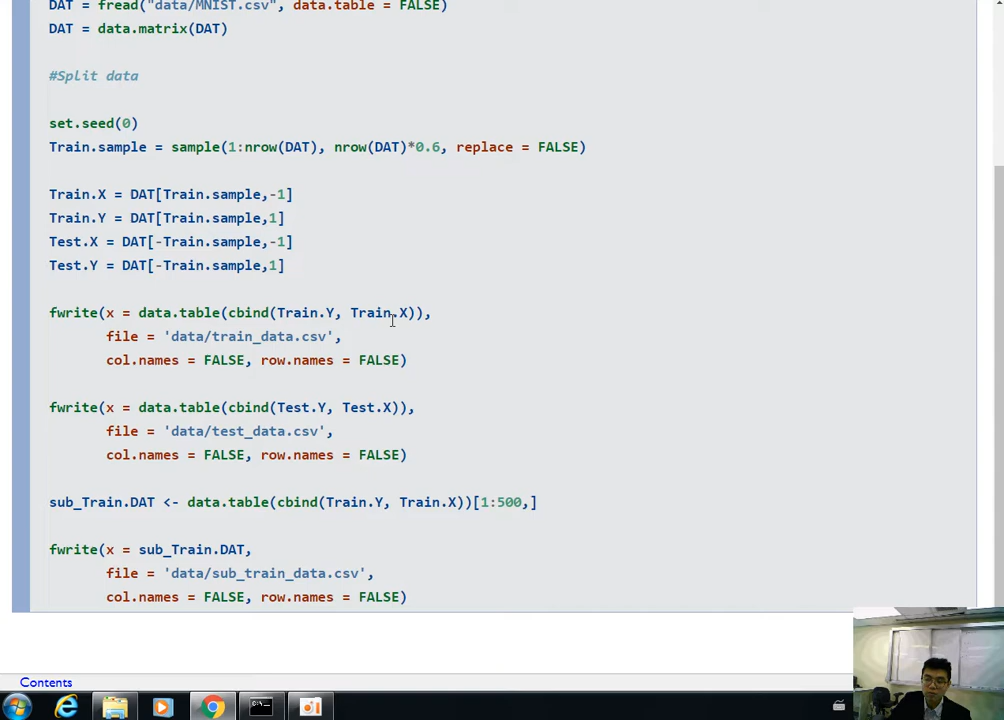 DAT = fread("data/MNIST.csv", data.table = FALSE)
DAT = data.matrix(DAT)
#Split data
set.seed(0)
Train.sample = sample(1:nrow(DAT), nrow(DAT)*0.6, replace = FALSE)
Train.X = DAT[Train.sample,-1]
Train.Y = DAT[Train.sample,1]
Test.X = DAT[-Train.sample,-1]
Test.Y = DAT[-Train.sample,1]
fwrite(x = data.table(cbind(Train.Y, Train.X)),
file = 'data/train_data.csv',
col.names = FALSE, row.names = FALSE)
fwrite(x = data.table(cbind(Test.Y, Test.X)),
file = 'data/test_data.csv',
col.names = FALSE, row.names = FALSE)
sub_Train.DAT <- data.table(cbind(Train.Y, Train.X))[1:500,]
fwrite(x = sub_Train.DAT,
file = 'data/sub_train_data.csv',
col.names = FALSE, row.names = FALSE)
Contents